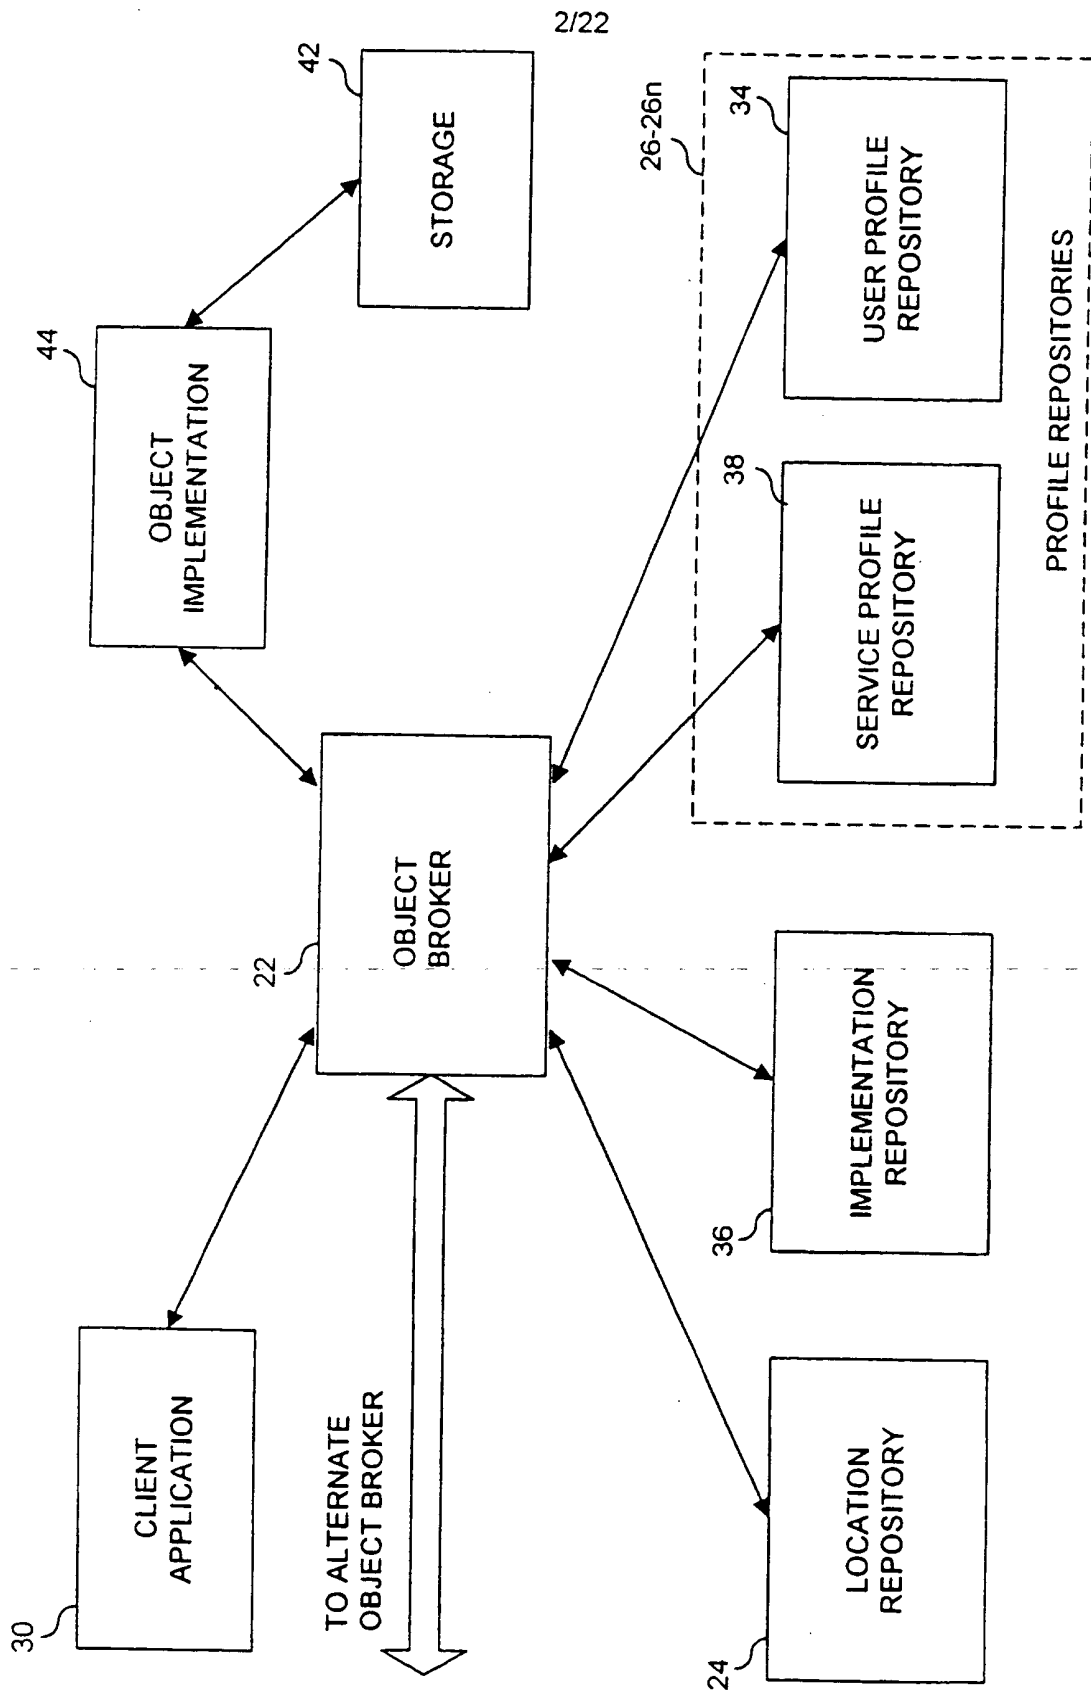 2/22
30
CLIENT
APPLICATION
44
OBJECT
IMPLEMENTATION
42
STORAGE
TO ALTERNATE
OBJECT BROKER
22
OBJECT
BROKER
24
LOCATION
REPOSITORY
36
IMPLEMENTATION
REPOSITORY
26-26n
38
SERVICE PROFILE
REPOSITORY
34
USER PROFILE
REPOSITORY
PROFILE REPOSITORIES